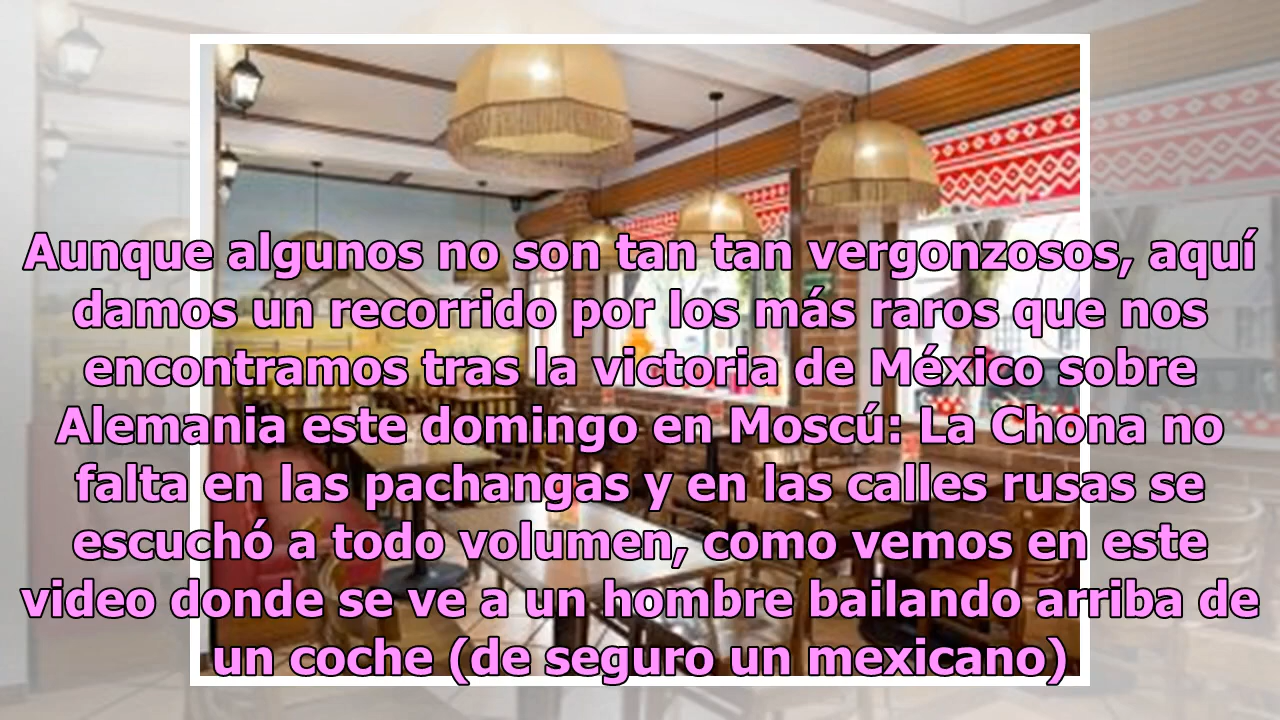 Aunque algunos no son tan tan vergonzosos, aquí
damos un recorrido por los más raros que nos
encontramos tras la victoria de México sobre
Alemania este domingo en Moscú: La Chona no
falta en las pachangas y en las calles rusas se
escuchó a todo volumen, como vemos en este
video donde se ve a un hombre bailando arriba de
un coche (de seguro un mexicano)